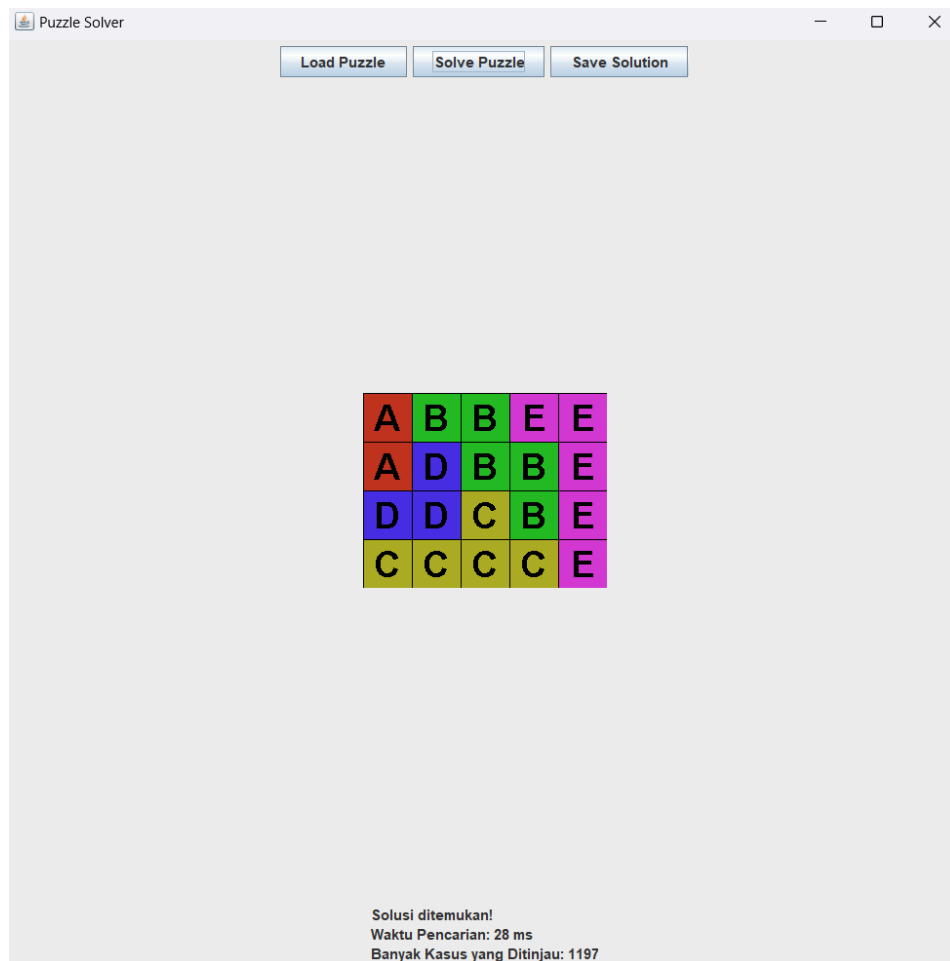 Puzzle Solver
Load Puzzle Solve Puzzle Save Solution
A B B E E
A D B B E
D D C B E
C C C C E
Solusi ditemukan!
Waktu Pencarian: 28 ms
Banyak Kasus yang Ditinjau: 1197